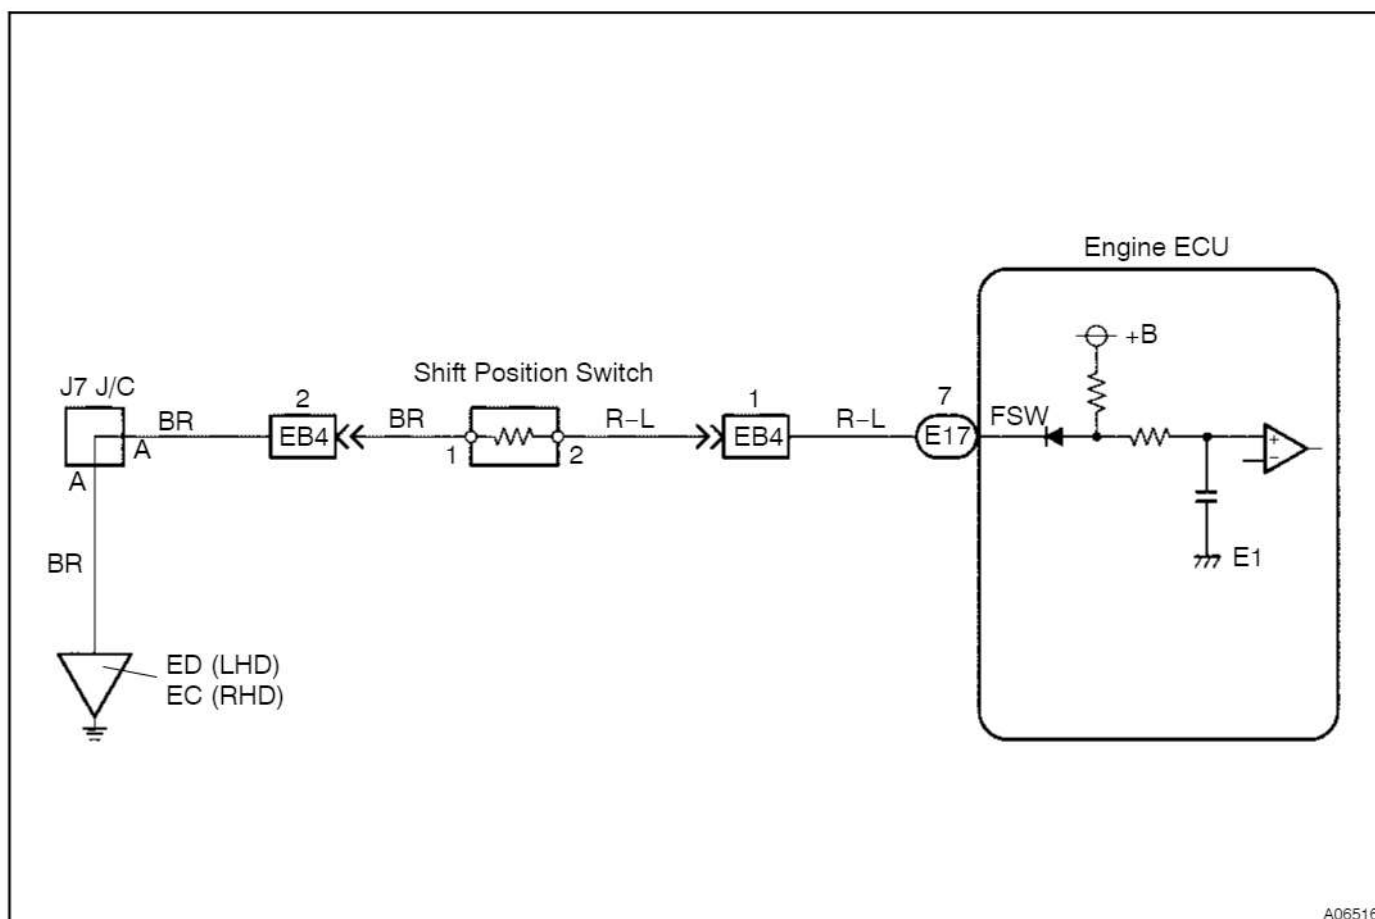 Engine ECU
+B
Shift Position Switch
J7 J/C
2
1
7
BR
EB4
BR
R–L
EB4
R–L
E17
FSW
+
–
A
1
2
A
E1
BR
ED (LHD)
EC (RHD)
A06516